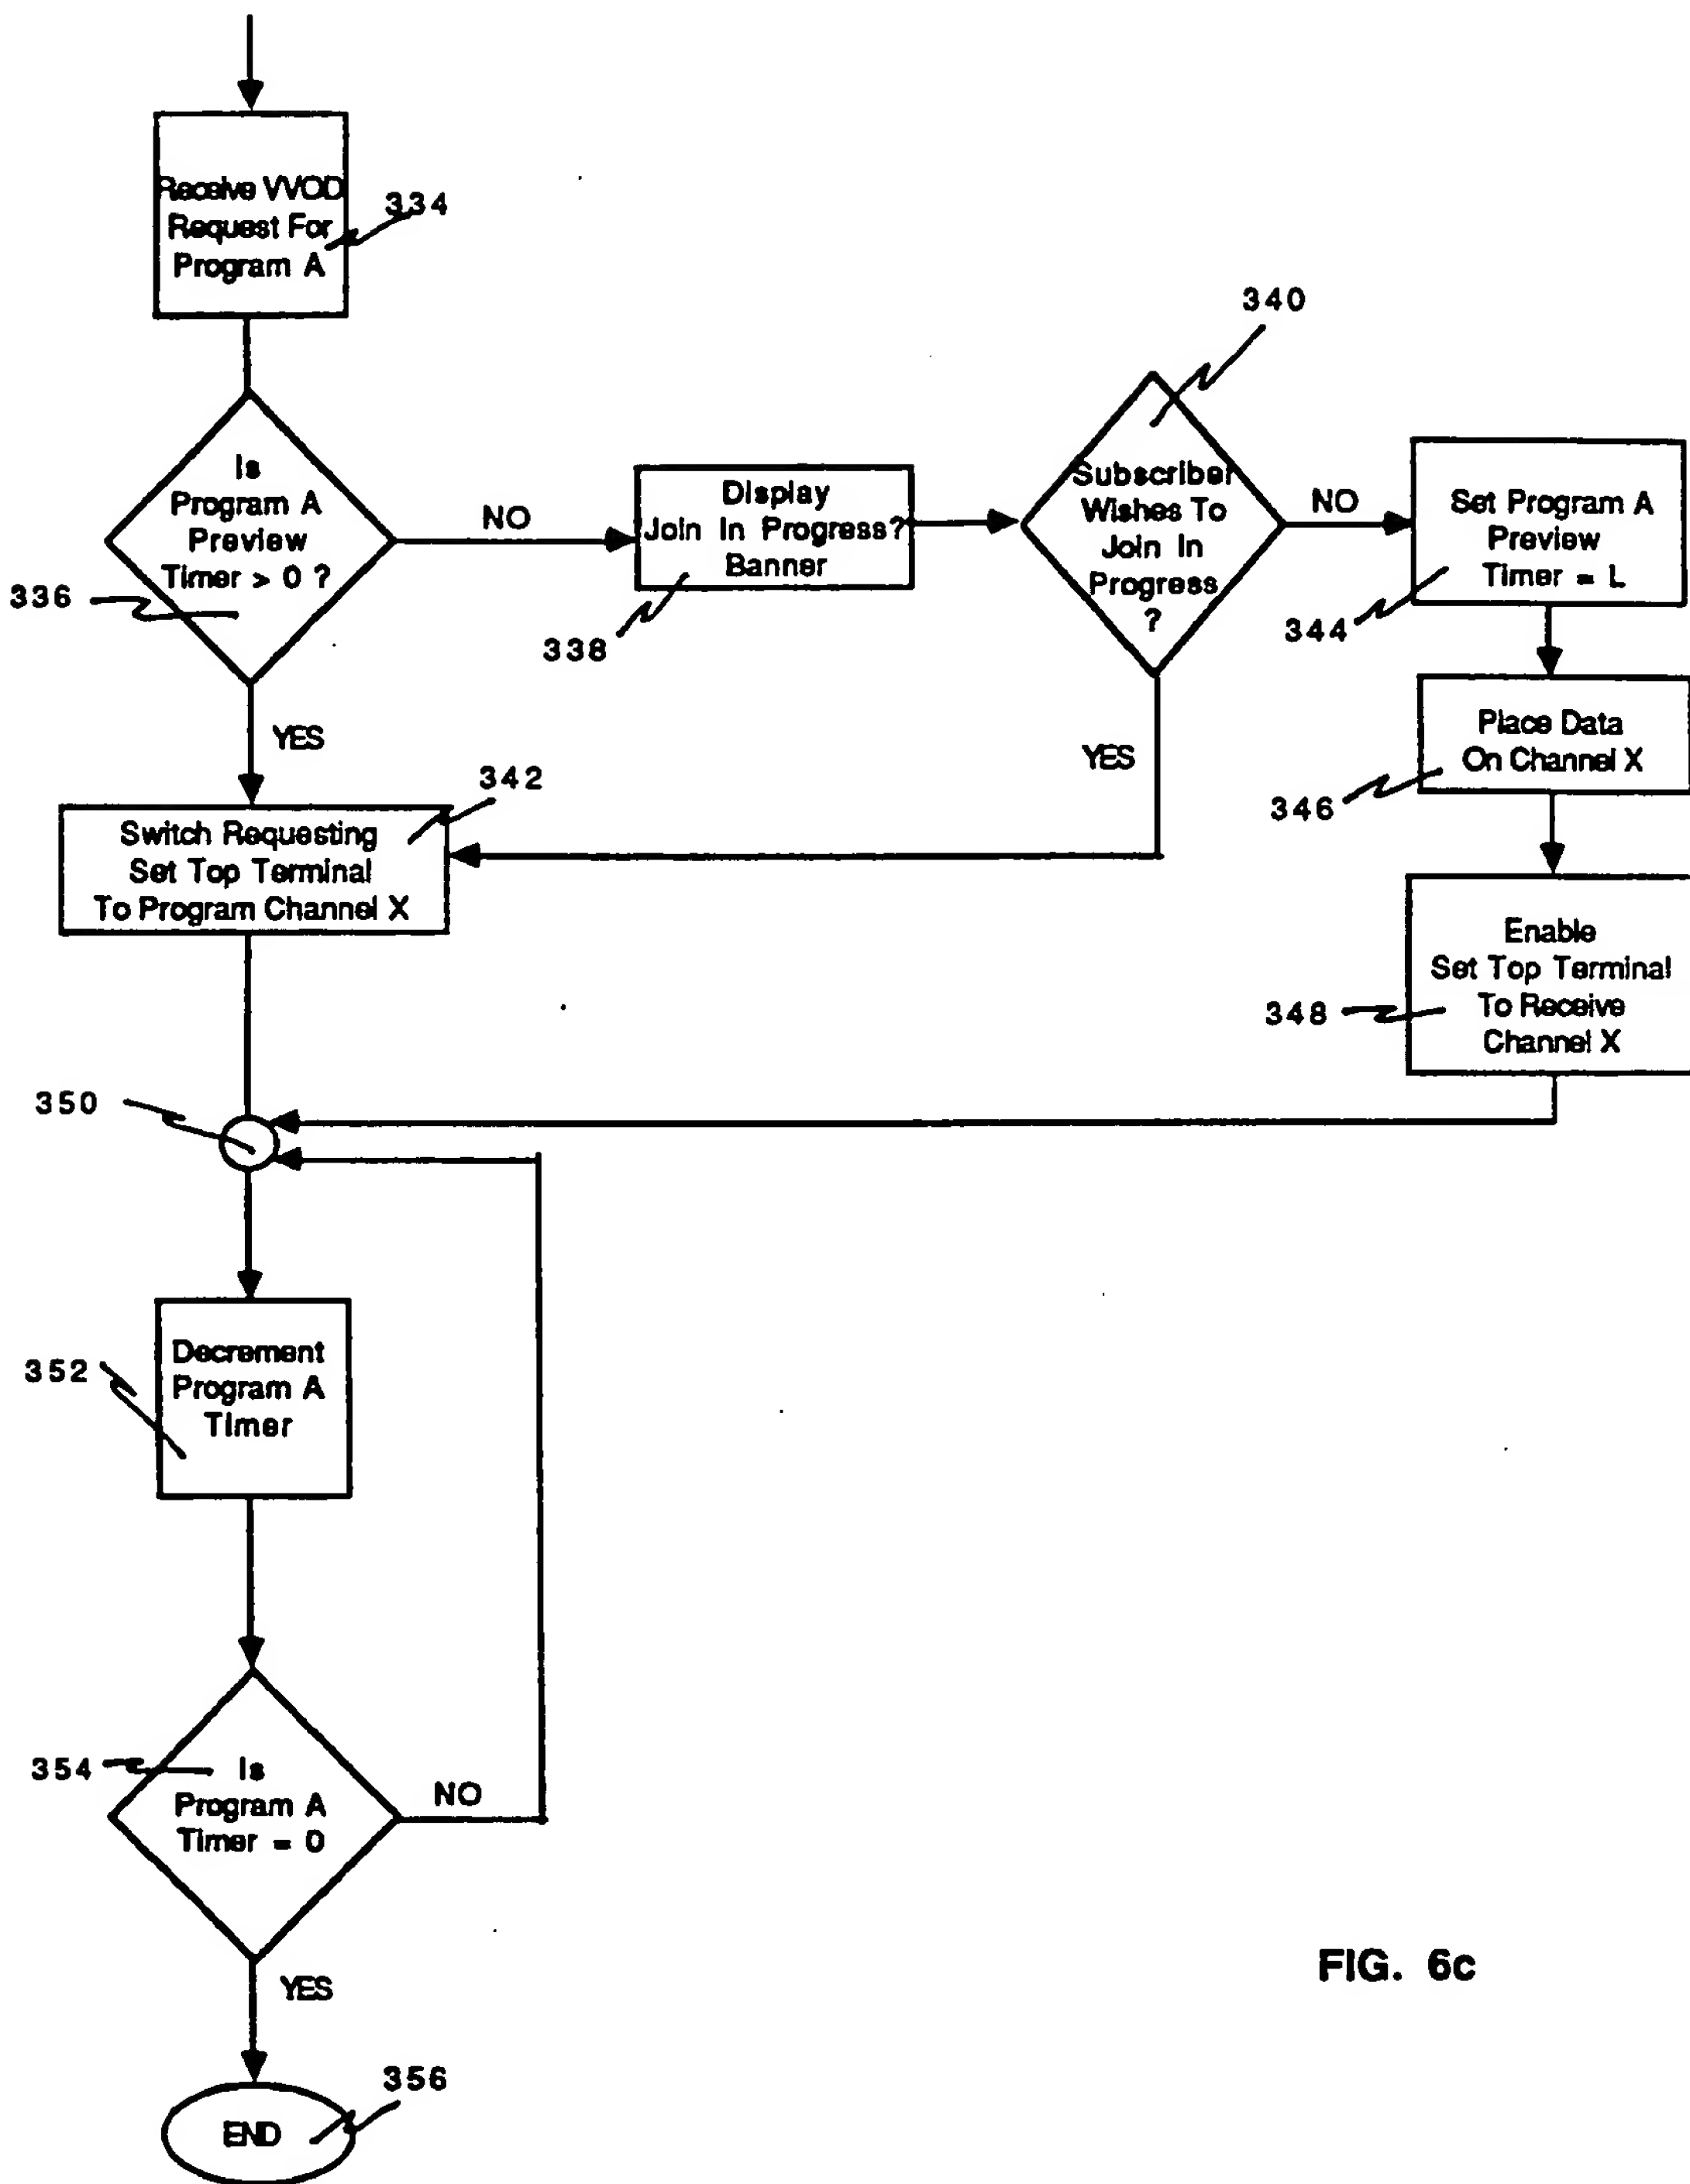 Receive VVOD
Request For
Program A
334
Is
Program A
Preview
Timer > 0 ?
336
NO
YES
Display
Join In Progress?
Banner
338
340
Subscriber
Wishes To
Join In
Progress
?
NO
YES
Set Program A
Preview
Timer = L
344
Place Data
On Channel X
346
Enable
Set Top Terminal
To Receive
Channel X
348
342
Switch Requesting
Set Top Terminal
To Program Channel X
350
Decrement
Program A
Timer
352
354
Is
Program A
Timer = 0
NO
YES
END
356
FIG. 6c